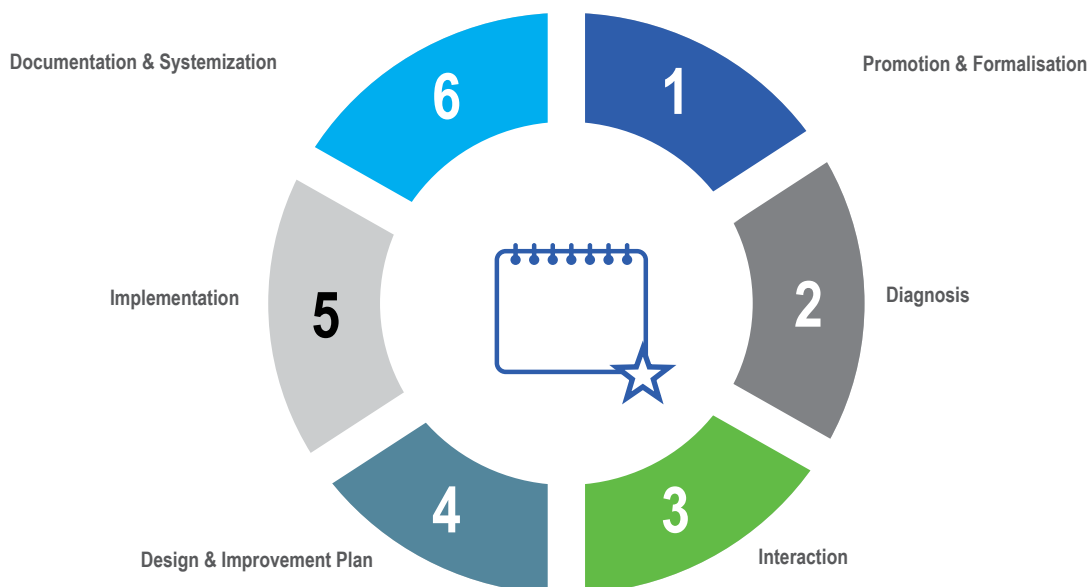 1
Promotion & Formalisation
2
Diagnosis
3
Interaction
4
Design & Improvement Plan
5
Implementation
6
Documentation & Systemization